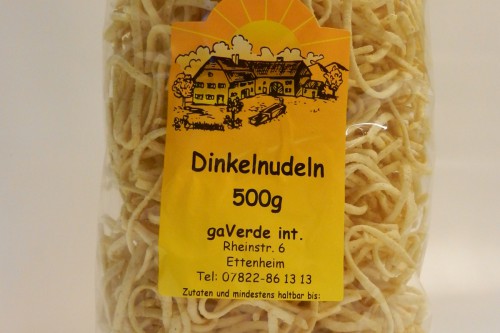 Dinkelnudeln
500g
gaVerde int.
Rheinstr. 6
Ettenheim
Tel: 07822-86 13 13
Zutaten und mindestens haltbar bis: